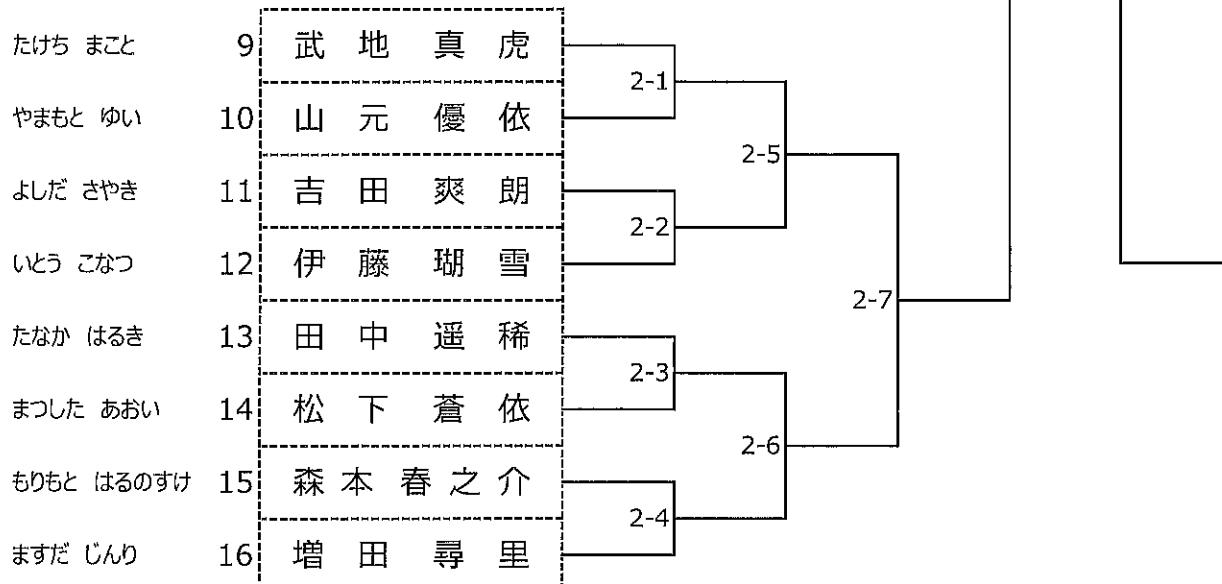 たけち まこと 9 武地 真虎
2-1
やまもと ゆい 10 山元 優依
2-5
よしだ さやき 11 吉田 爽朗
2-2
いとう こなつ 12 伊藤 瑚雪
2-7
たなか はるき 13 田中 遥稀
2-3
まつした あおい 14 松下 蒼依
2-6
もりもと はるのすけ 15 森本 春之介
2-4
ますだ じんり 16 増田 尋里